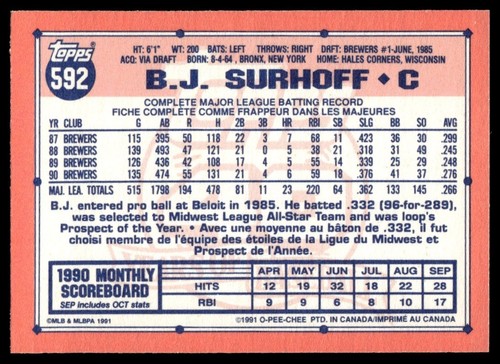 topps
592
HT: 6'1" WT: 200 BATS: LEFT THROWS: RIGHT DRFT: BREWERS #1-JUNE, 1985
ACQ: VIA DRAFT BORN: 8-4-64, BRONX, NEW YORK HOME: HALES CORNERS, WISCONSIN
B.J. SURHOFF • C
COMPLETE MAJOR LEAGUE BATTING RECORD
FICHE COMPLETE COMME FRAPPEUR DANS LES MAJEURES
YR CLUB G AB R H 2B 3B HR RBI SB SLG BB SO AVG
87 BREWERS 115 395 50 118 22 3 7 68 11 .423 36 30 .299
88 BREWERS 139 493 47 121 21 0 5 38 21 .318 31 49 .245
89 BREWERS 126 436 42 108 17 4 5 55 14 .339 25 29 .248
90 BREWERS 135 474 55 131 21 4 6 59 18 .376 41 37 .276
MAJ. LEA. TOTALS 515 1798 194 478 81 11 23 220 64 .362 133 145 .266
B.J. entered pro ball at Beloit in 1985. He batted .332 (96-for-289),
was selected to Midwest League All-Star Team and was loop's
Prospect of the Year. • Avec une moyenne au bâton de .332, il fut
choisi membre de l'équipe des étoiles de la Ligue du Midwest et
Prospect de l'Année.
1990 MONTHLY
SCOREBOARD
SEP includes OCT stats
APR MAY JUN JUL AUG SEP
HITS 12 19 32 18 22 28
RBI 9 9 6 8 10 17
©MLB & MLBPA 1991
©1991 O-PEE-CHEE PTD. IN CANADA/IMPRIMÉ AU CANADA